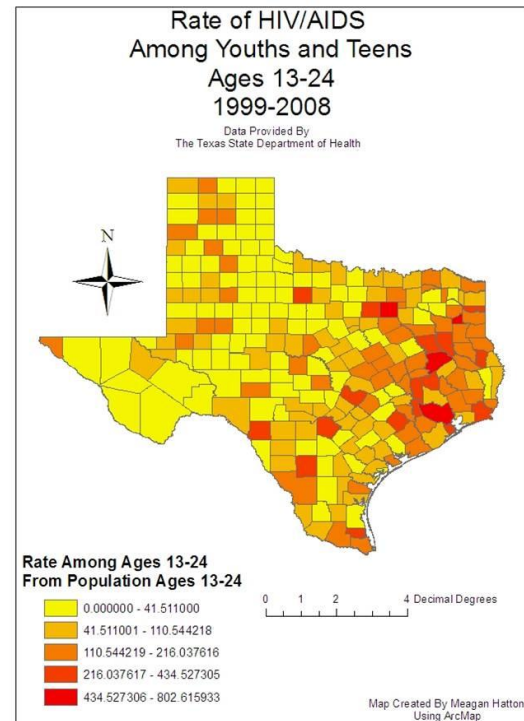 Rate of HIV/AIDS
Among Youths and Teens
Ages 13-24
1999-2008
Data Provided By
The Texas State Department of Health
N
Rate Among Ages 13-24
From Population Ages 13-24
0.000000 - 41.511000
41.511001 - 110.544218
110.544219 - 216.037616
216.037617 - 434.527305
434.527306 - 802.615933
0 1 2 4 Decimal Degrees
Map Created By Meagan Hatton
Using ArcMap